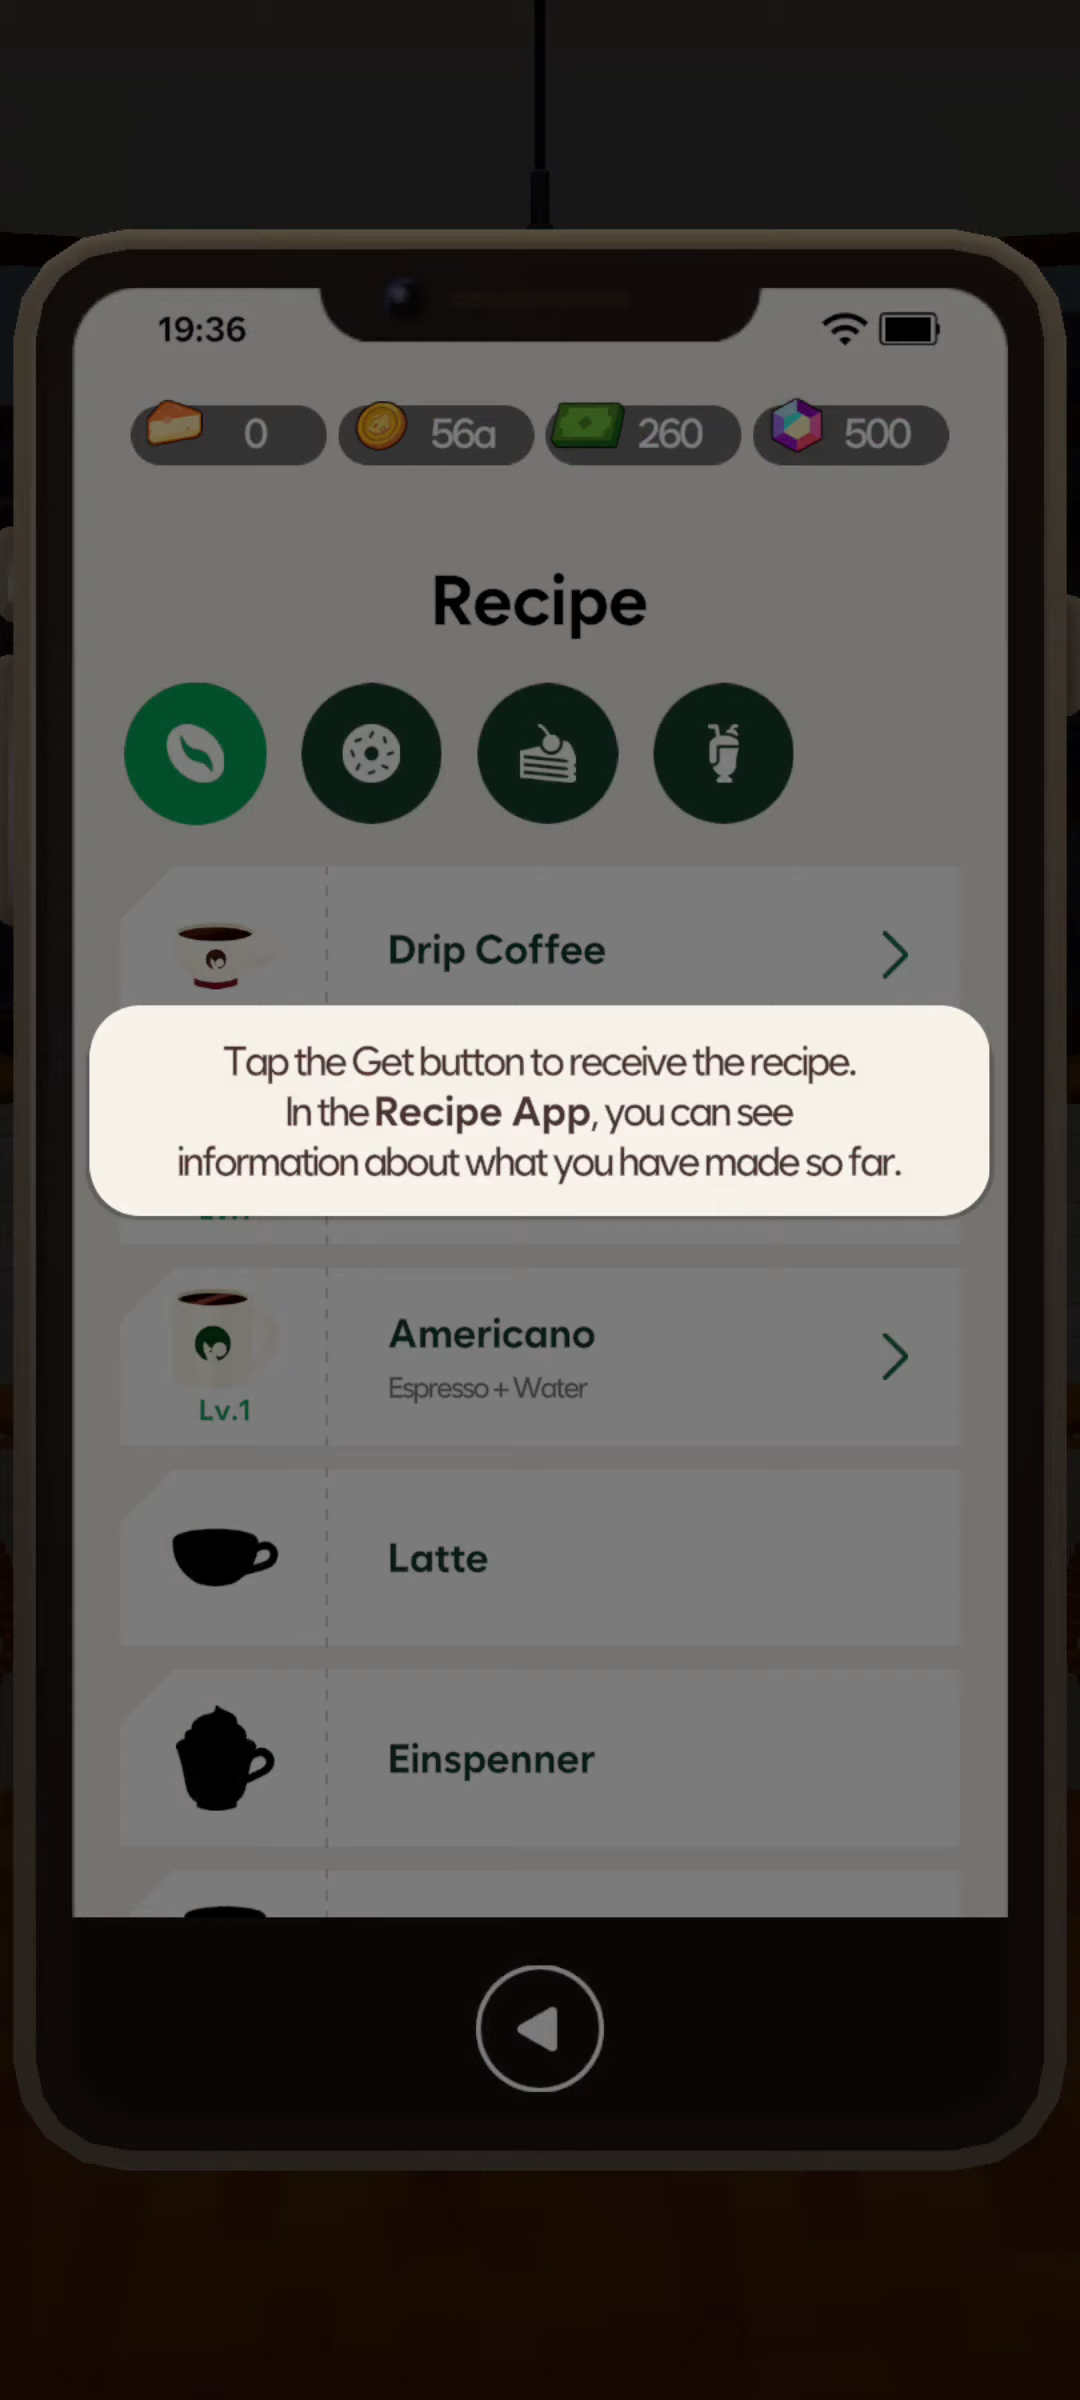 19:36
0
56a
260
500
Recipe
Drip Coffee
Tap the Get button to receive the recipe.
In the Recipe App, you can see
information about what you have made so far.
Americano
Espresso + Water
Lv.1
Latte
Einspenner